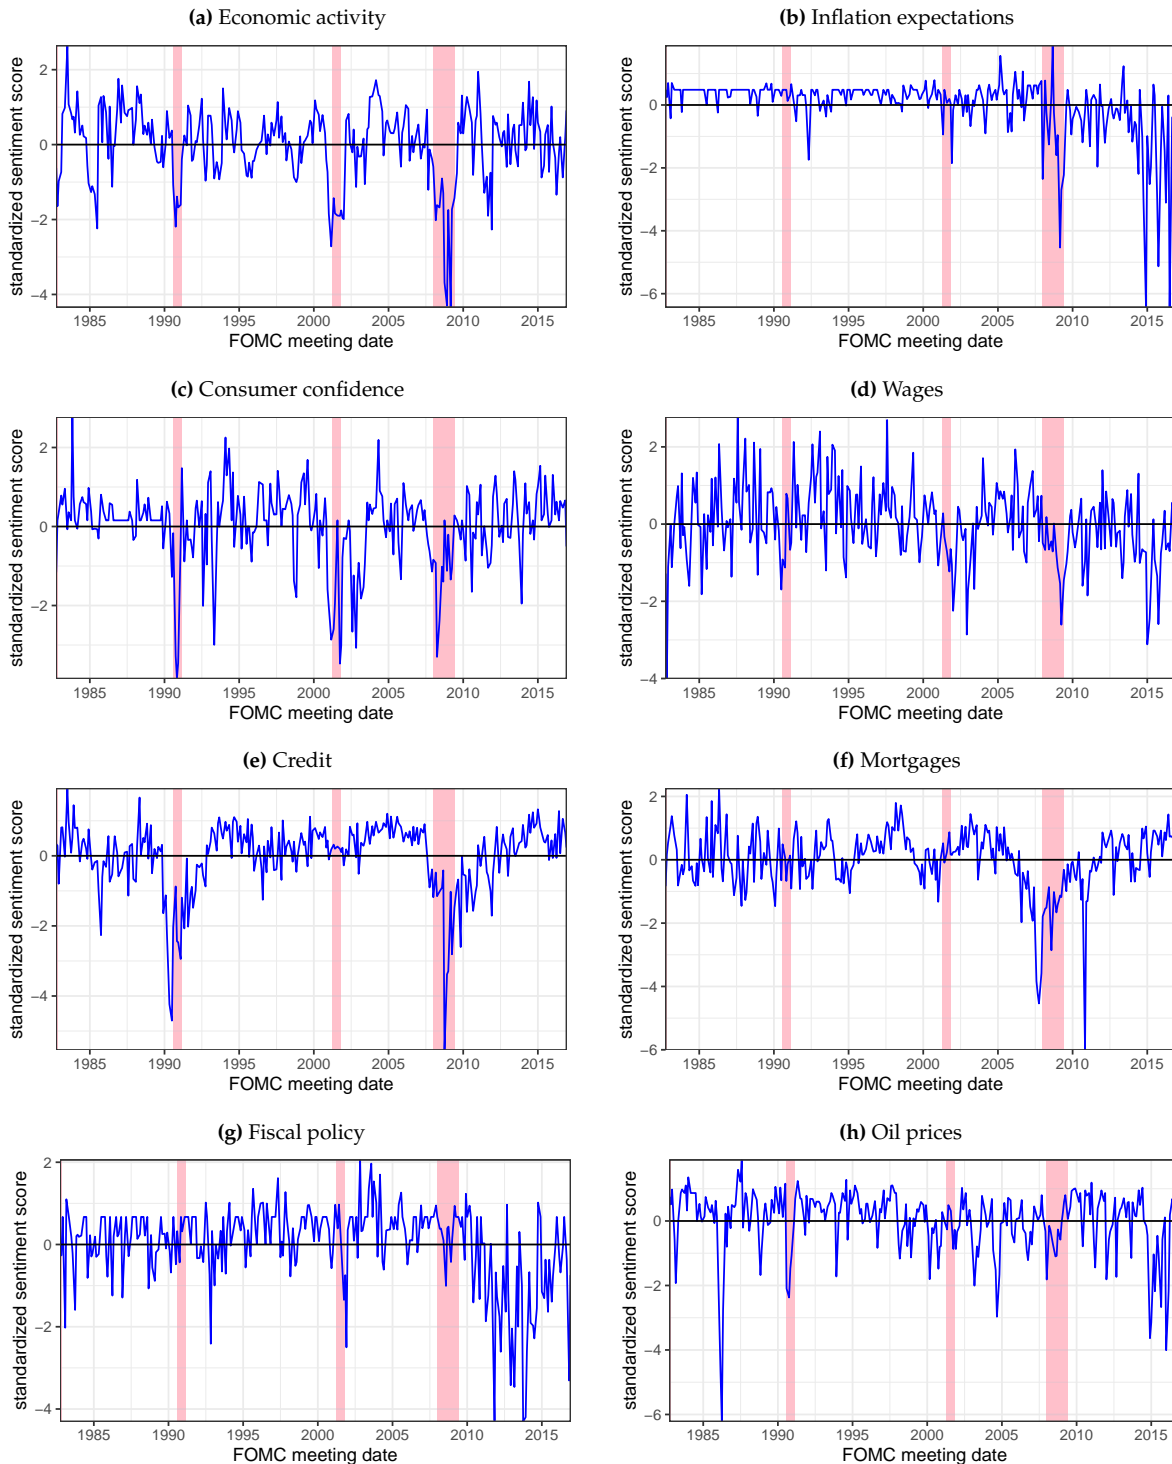 (a) Economic activity
standardized sentiment score
2
0
−2
−4
1985 1990 1995 2000 2005 2010 2015
FOMC meeting date
(b) Inflation expectations
standardized sentiment score
0
−2
−4
−6
1985 1990 1995 2000 2005 2010 2015
FOMC meeting date
(c) Consumer confidence
standardized sentiment score
2
0
−2
1985 1990 1995 2000 2005 2010 2015
FOMC meeting date
(d) Wages
standardized sentiment score
2
0
−2
−4
1985 1990 1995 2000 2005 2010 2015
FOMC meeting date
(e) Credit
standardized sentiment score
2
0
−2
−4
1985 1990 1995 2000 2005 2010 2015
FOMC meeting date
(f) Mortgages
standardized sentiment score
2
0
−2
−4
−6
1985 1990 1995 2000 2005 2010 2015
FOMC meeting date
(g) Fiscal policy
standardized sentiment score
2
0
−2
−4
1985 1990 1995 2000 2005 2010 2015
FOMC meeting date
(h) Oil prices
standardized sentiment score
0
−2
−4
−6
1985 1990 1995 2000 2005 2010 2015
FOMC meeting date